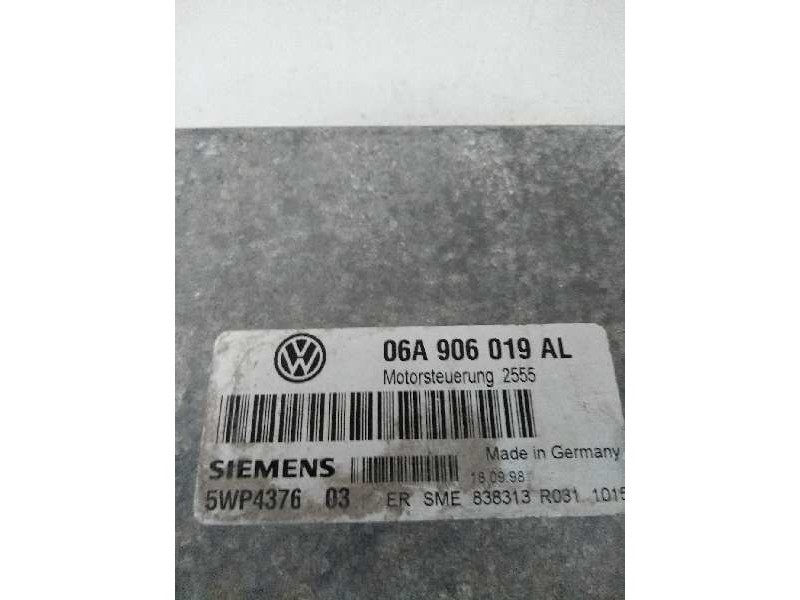 06A 906 019 AL
Motorsteuerung 2555
Made in Germany
SIEMENS
18.09.98
5WP4376 03 ER SME 838313 R031 1015